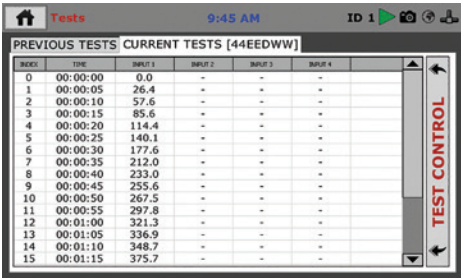 Tests 9:45 AM ID 1
PREVIOUS TESTS CURRENT TESTS [44EEDWW]
INDEX TIME INPUT 1 INPUT 2 INPUT 3 INPUT 4
0 00:00:00 0.0 - - -
1 00:00:05 26.4 - - -
2 00:00:10 57.6 - - -
3 00:00:15 85.6 - - -
4 00:00:20 114.4 - - -
5 00:00:25 140.1 - - -
6 00:00:30 177.6 - - -
7 00:00:35 212.0 - - -
8 00:00:40 233.0 - - -
9 00:00:45 255.6 - - -
10 00:00:50 267.5 - - -
11 00:00:55 297.8 - - -
12 00:01:00 321.3 - - -
13 00:01:05 336.9 - - -
14 00:01:10 348.7 - - -
15 00:01:15 375.7 - - -
TEST CONTROL